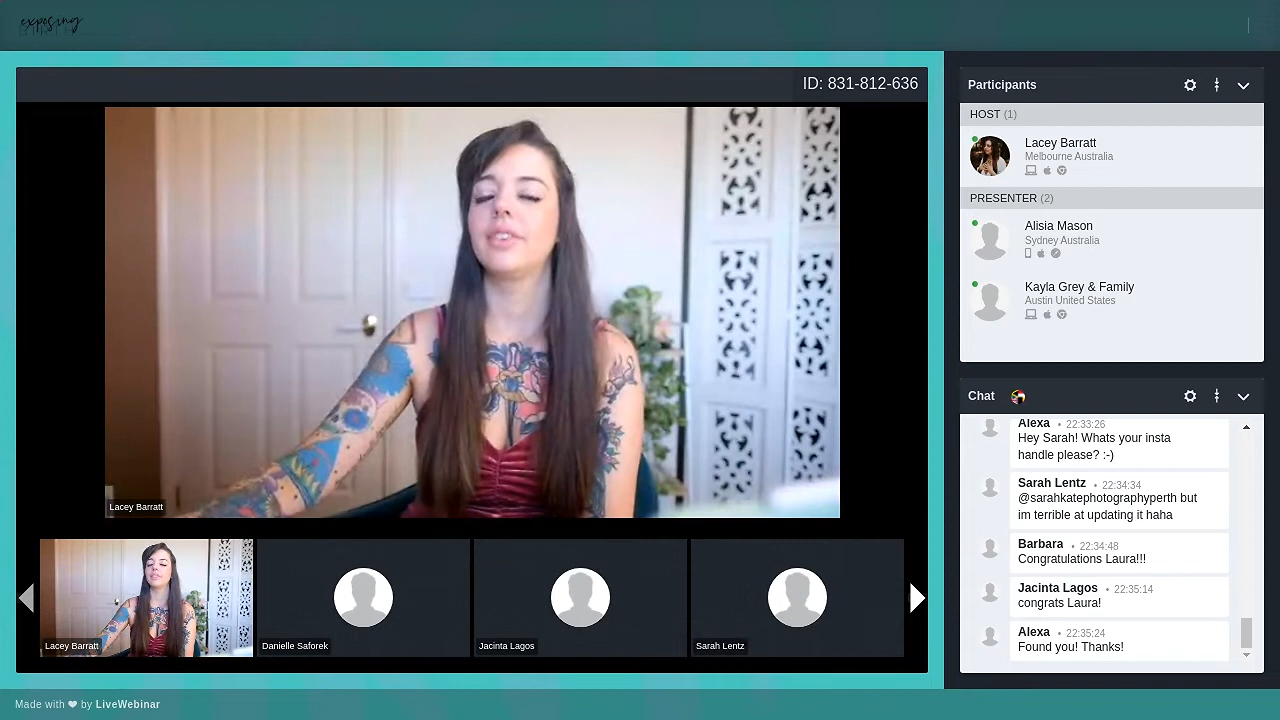 exposing
ID: 831-812-636
Lacey Barratt
Lacey Barratt
Danielle Saforek
Jacinta Lagos
Sarah Lentz
Made with ❤ by LiveWebinar
Participants
HOST (1)
Lacey Barratt
Melbourne Australia
PRESENTER (2)
Alisia Mason
Sydney Australia
Kayla Grey & Family
Austin United States
Chat
Alexa • 22:33:26
Hey Sarah! Whats your insta
handle please? :-)
Sarah Lentz • 22:34:34
@sarahkatephotographyperth but
im terrible at updating it haha
Barbara • 22:34:48
Congratulations Laura!!!
Jacinta Lagos • 22:35:14
congrats Laura!
Alexa • 22:35:24
Found you! Thanks!